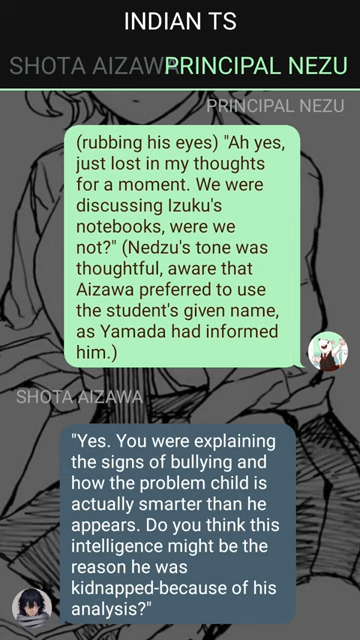 INDIAN TS
SHOTA AIZAWA PRINCIPAL NEZU
PRINCIPAL NEZU
(rubbing his eyes) "Ah yes,
just lost in my thoughts
for a moment. We were
discussing Izuku's
notebooks, were we
not?" (Nedzu's tone was
thoughtful, aware that
Aizawa preferred to use
the student's given name,
as Yamada had informed
him.)
SHOTA AIZAWA
"Yes. You were explaining
the signs of bullying and
how the problem child is
actually smarter than he
appears. Do you think this
intelligence might be the
reason he was
kidnapped-because of his
analysis?"